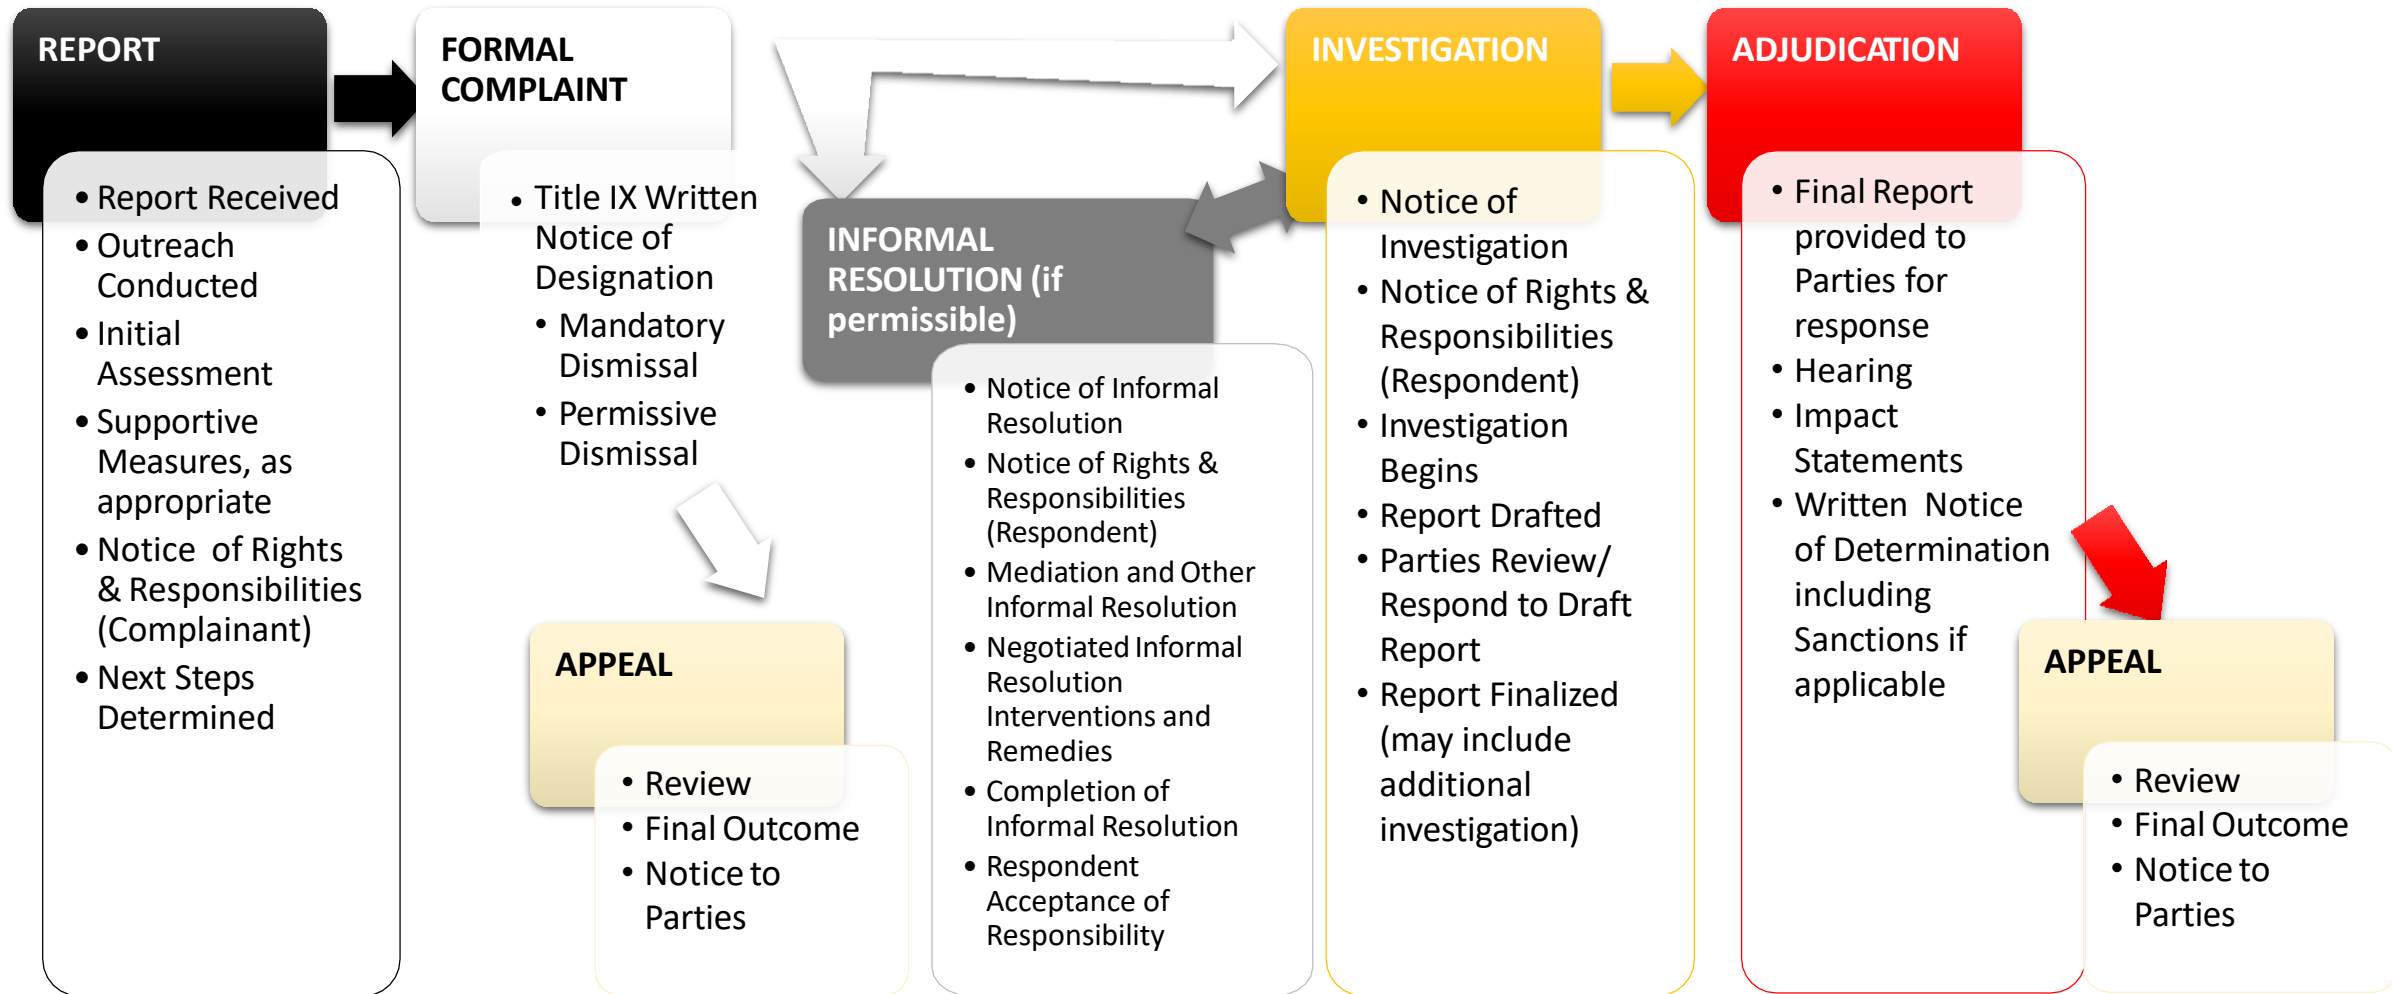 REPORT
• Report Received
• Outreach
Conducted
• Initial
Assessment
• Supportive
Measures, as
appropriate
• Notice of Rights
& Responsibilities
(Complainant)
• Next Steps
Determined
FORMAL
COMPLAINT
• Title IX Written
Notice of
Designation
• Mandatory
Dismissal
• Permissive
Dismissal
APPEAL
• Review
• Final Outcome
• Notice to
Parties
INFORMAL
RESOLUTION (if
permissible)
• Notice of Informal
Resolution
• Notice of Rights &
Responsibilities
(Respondent)
• Mediation and Other
Informal Resolution
• Negotiated Informal
Resolution
Interventions and
Remedies
• Completion of
Informal Resolution
• Respondent
Acceptance of
Responsibility
INVESTIGATION
• Notice of
Investigation
• Notice of Rights &
Responsibilities
(Respondent)
• Investigation
Begins
• Report Drafted
• Parties Review/
Respond to Draft
Report
• Report Finalized
(may include
additional
investigation)
ADJUDICATION
• Final Report
provided to
Parties for
response
• Hearing
• Impact
Statements
• Written Notice
of Determination
including
Sanctions if
applicable
APPEAL
• Review
• Final Outcome
• Notice to
Parties